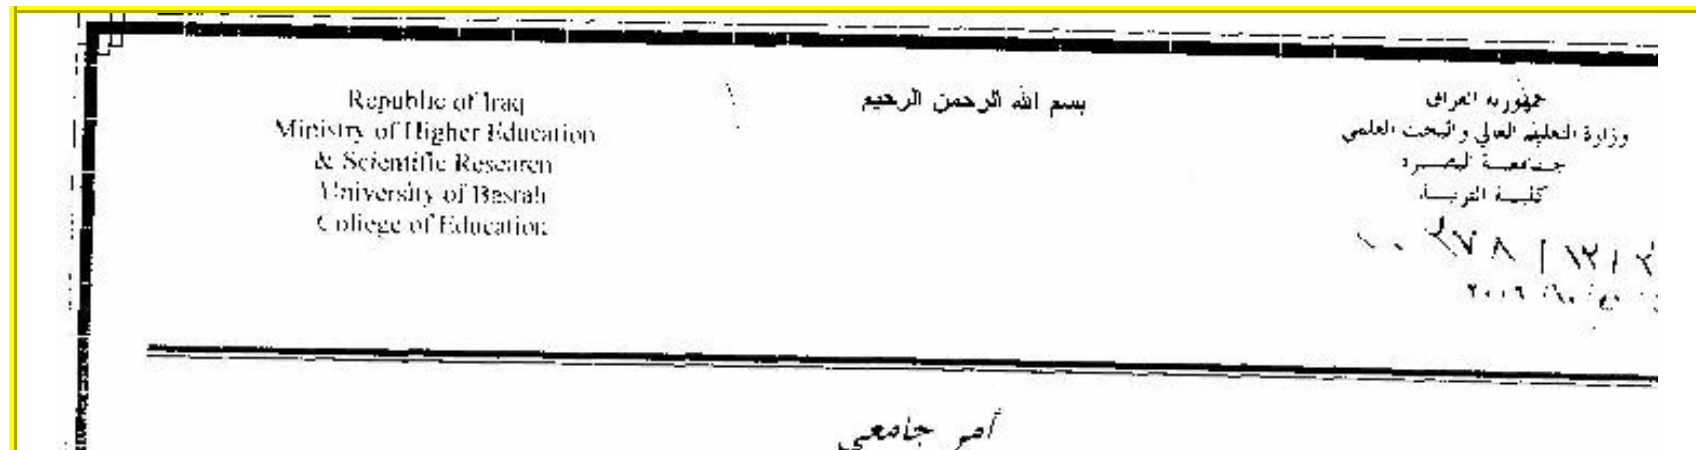 Republic of Iraq
Ministry of Higher Education
& Scientific Research
University of Basrah
College of Education
بسم الله الرحمن الرحيم
جمهورية العراق
وزارة التعليم العالي والبحث العلمي
جامعة البصرة
كلية التربية
٢٠٠٦
أمر جامعي